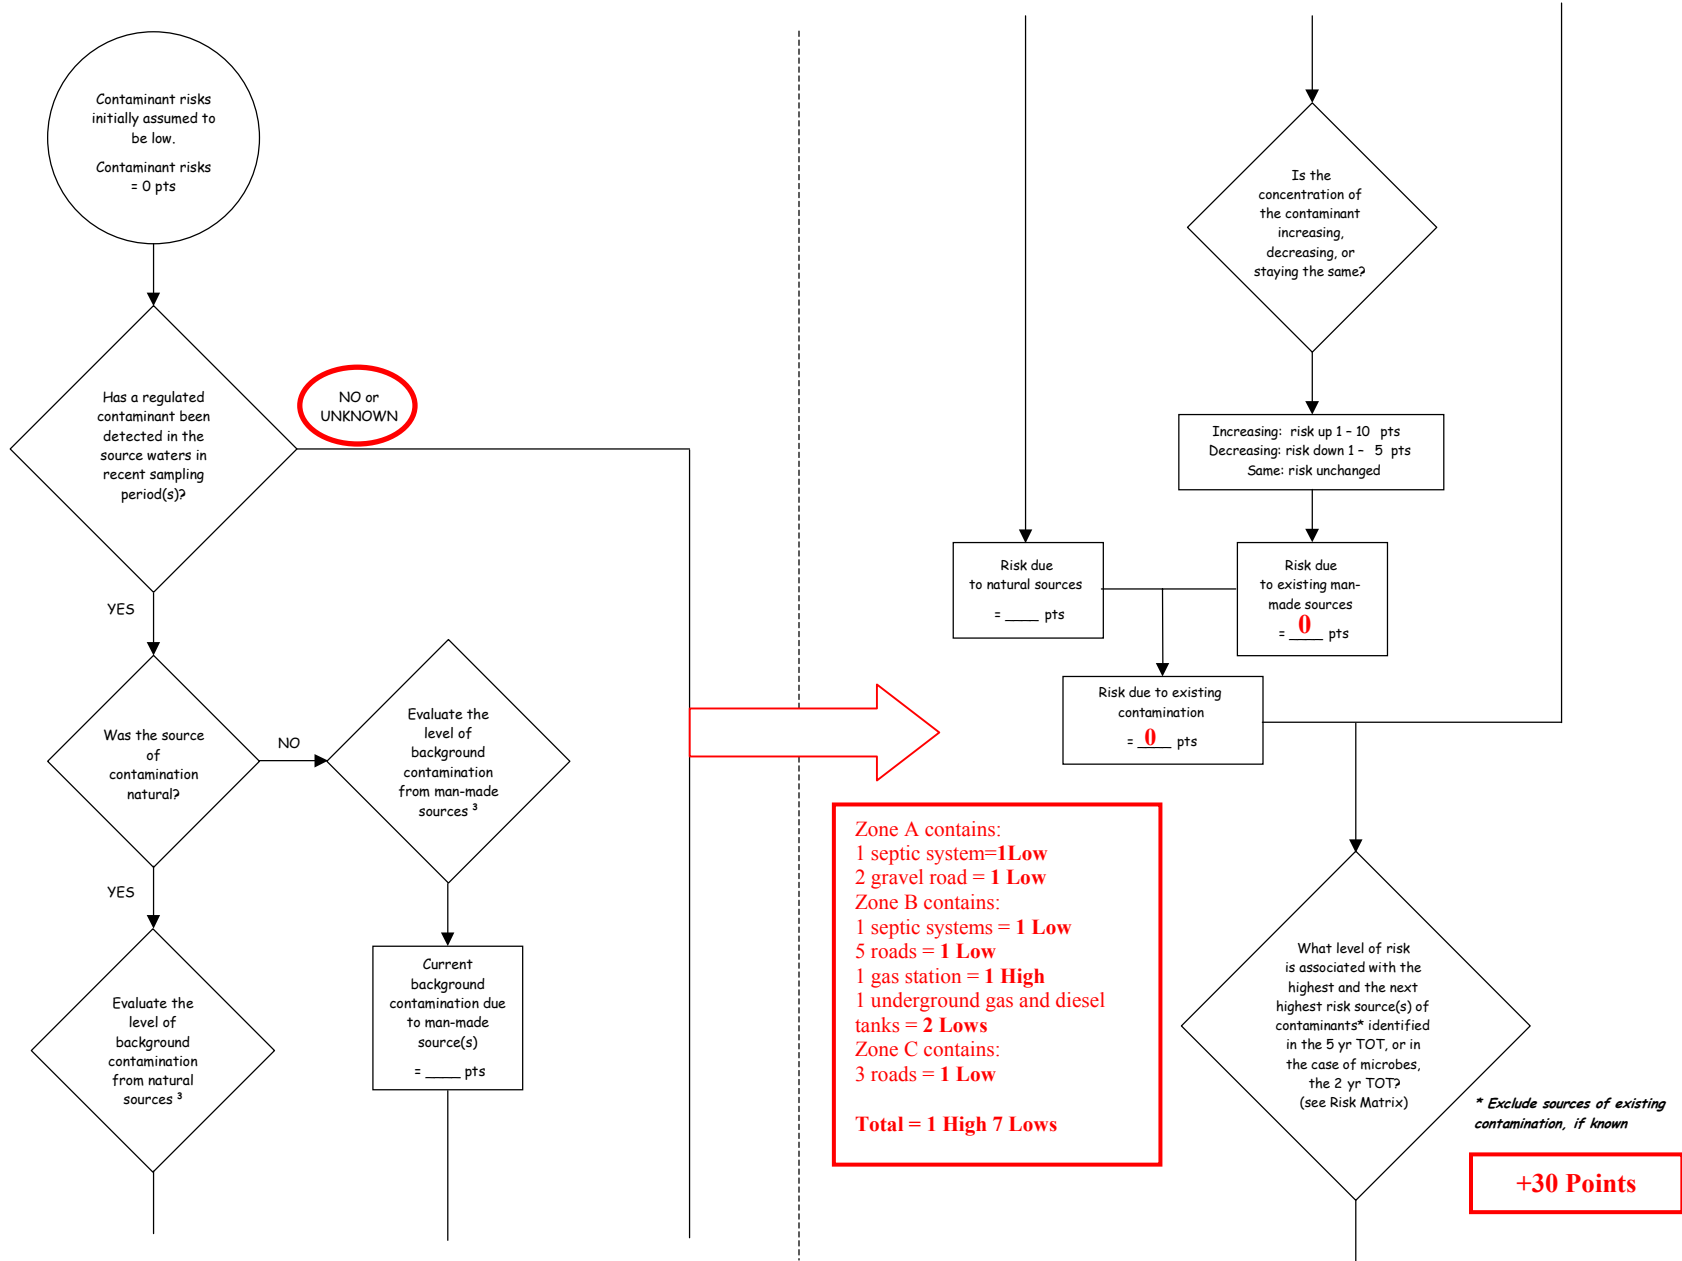 Contaminant risks
initially assumed to
be low.
Contaminant risks
= 0 pts
Has a regulated
contaminant been
detected in the
source waters in
recent sampling
period(s)?
NO or
UNKNOWN
YES
Was the source
of
contamination
natural?
NO
Evaluate the
level of
background
contamination
from man-made
sources ³
YES
Evaluate the
level of
background
contamination
from natural
sources ³
Current
background
contamination due
to man-made
source(s)
= ____ pts
Is the
concentration of
the contaminant
increasing,
decreasing, or
staying the same?
Increasing: risk up 1 – 10 pts
Decreasing: risk down 1 – 5 pts
Same: risk unchanged
Risk due
to natural sources
= ____ pts
Risk due
to existing man-
made sources
= 0 pts
Risk due to existing
contamination
= 0 pts
Zone A contains:
1 septic system=1Low
2 gravel road = 1 Low
Zone B contains:
1 septic systems = 1 Low
5 roads = 1 Low
1 gas station = 1 High
1 underground gas and diesel
tanks = 2 Lows
Zone C contains:
3 roads = 1 Low
Total = 1 High 7 Lows
What level of risk
is associated with the
highest and the next
highest risk source(s) of
contaminants* identified
in the 5 yr TOT, or in
the case of microbes,
the 2 yr TOT?
(see Risk Matrix)
* Exclude sources of existing
contamination, if known
+30 Points